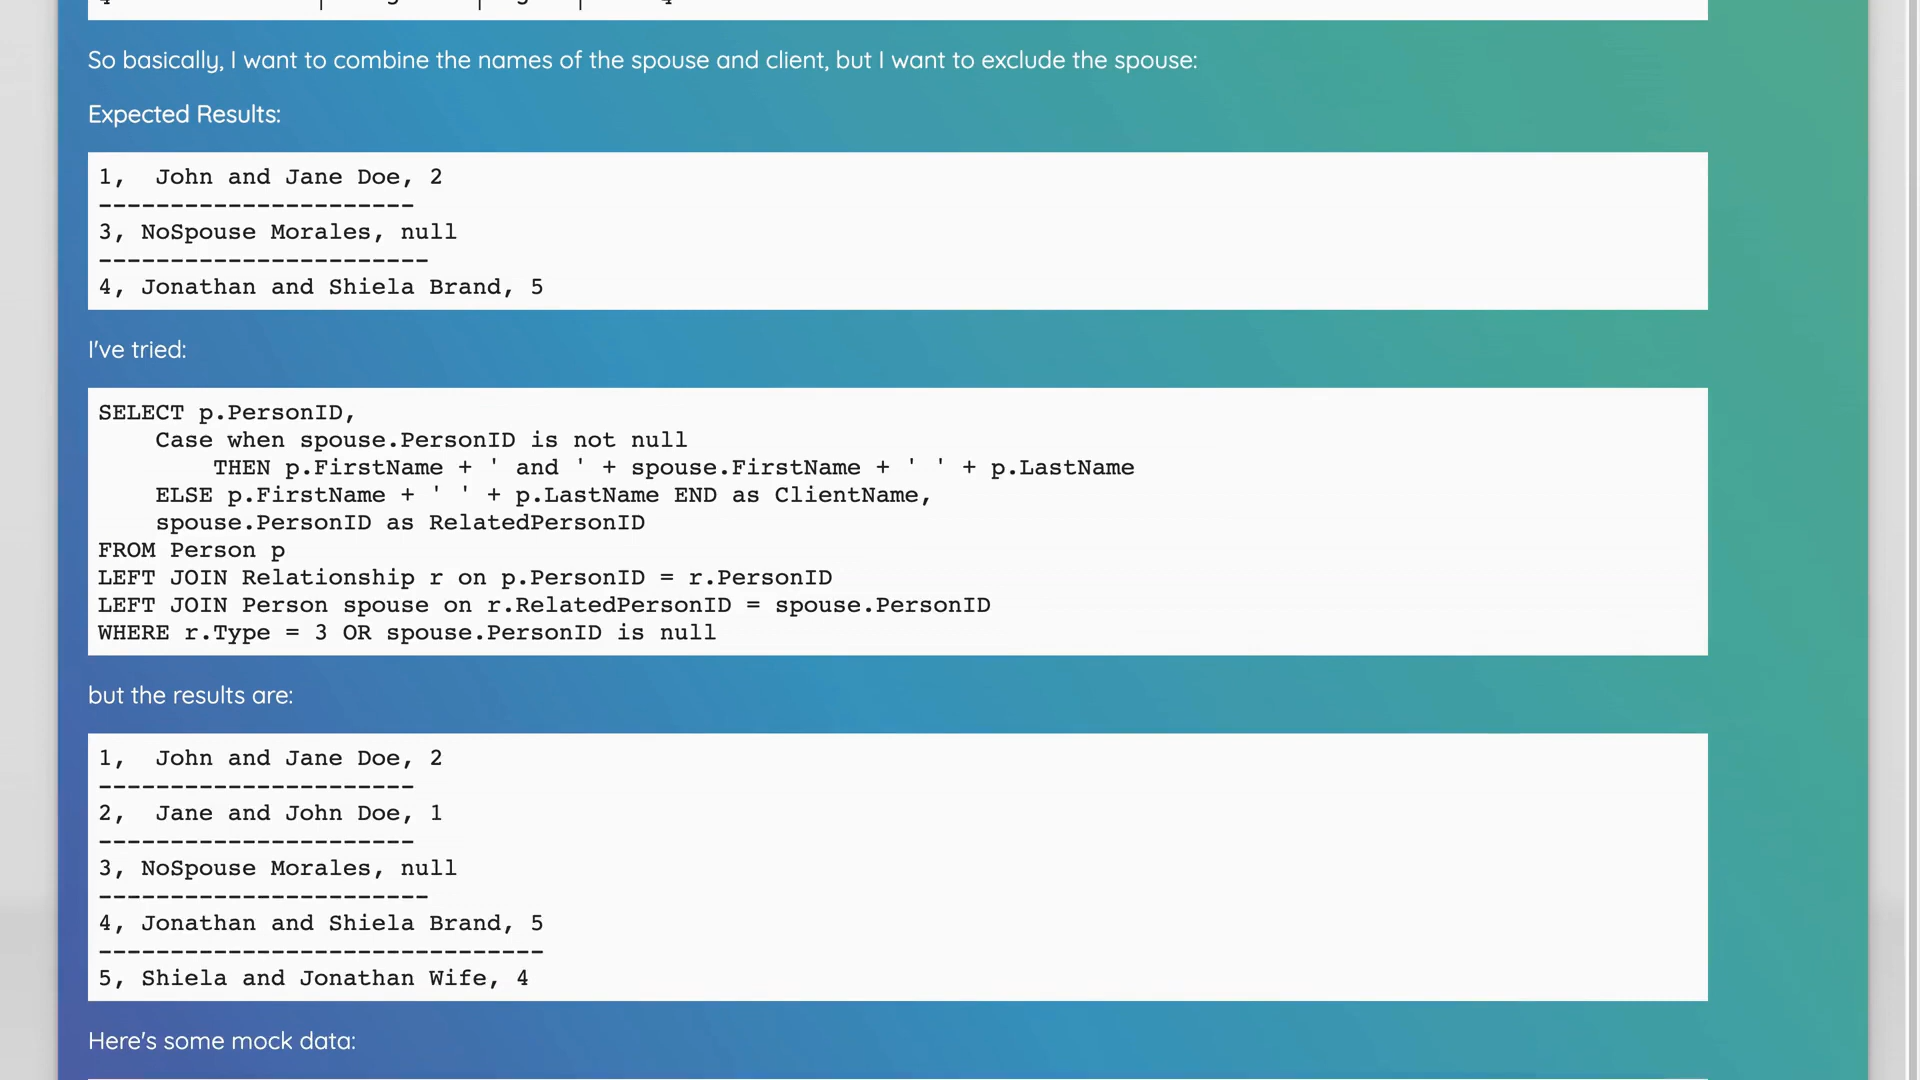 So basically, I want to combine the names of the spouse and client, but I want to exclude the spouse:
Expected Results:
1,  John and Jane Doe, 2
----------------------
3, NoSpouse Morales, null
-----------------------
4, Jonathan and Shiela Brand, 5
I've tried:
SELECT p.PersonID,
    Case when spouse.PersonID is not null
        THEN p.FirstName + ' and ' + spouse.FirstName + ' ' + p.LastName
    ELSE p.FirstName + ' ' + p.LastName END as ClientName,
    spouse.PersonID as RelatedPersonID
FROM Person p
LEFT JOIN Relationship r on p.PersonID = r.PersonID
LEFT JOIN Person spouse on r.RelatedPersonID = spouse.PersonID
WHERE r.Type = 3 OR spouse.PersonID is null
but the results are:
1,  John and Jane Doe, 2
----------------------
2,  Jane and John Doe, 1
----------------------
3, NoSpouse Morales, null
-----------------------
4, Jonathan and Shiela Brand, 5
-------------------------------
5, Shiela and Jonathan Wife, 4
Here's some mock data: